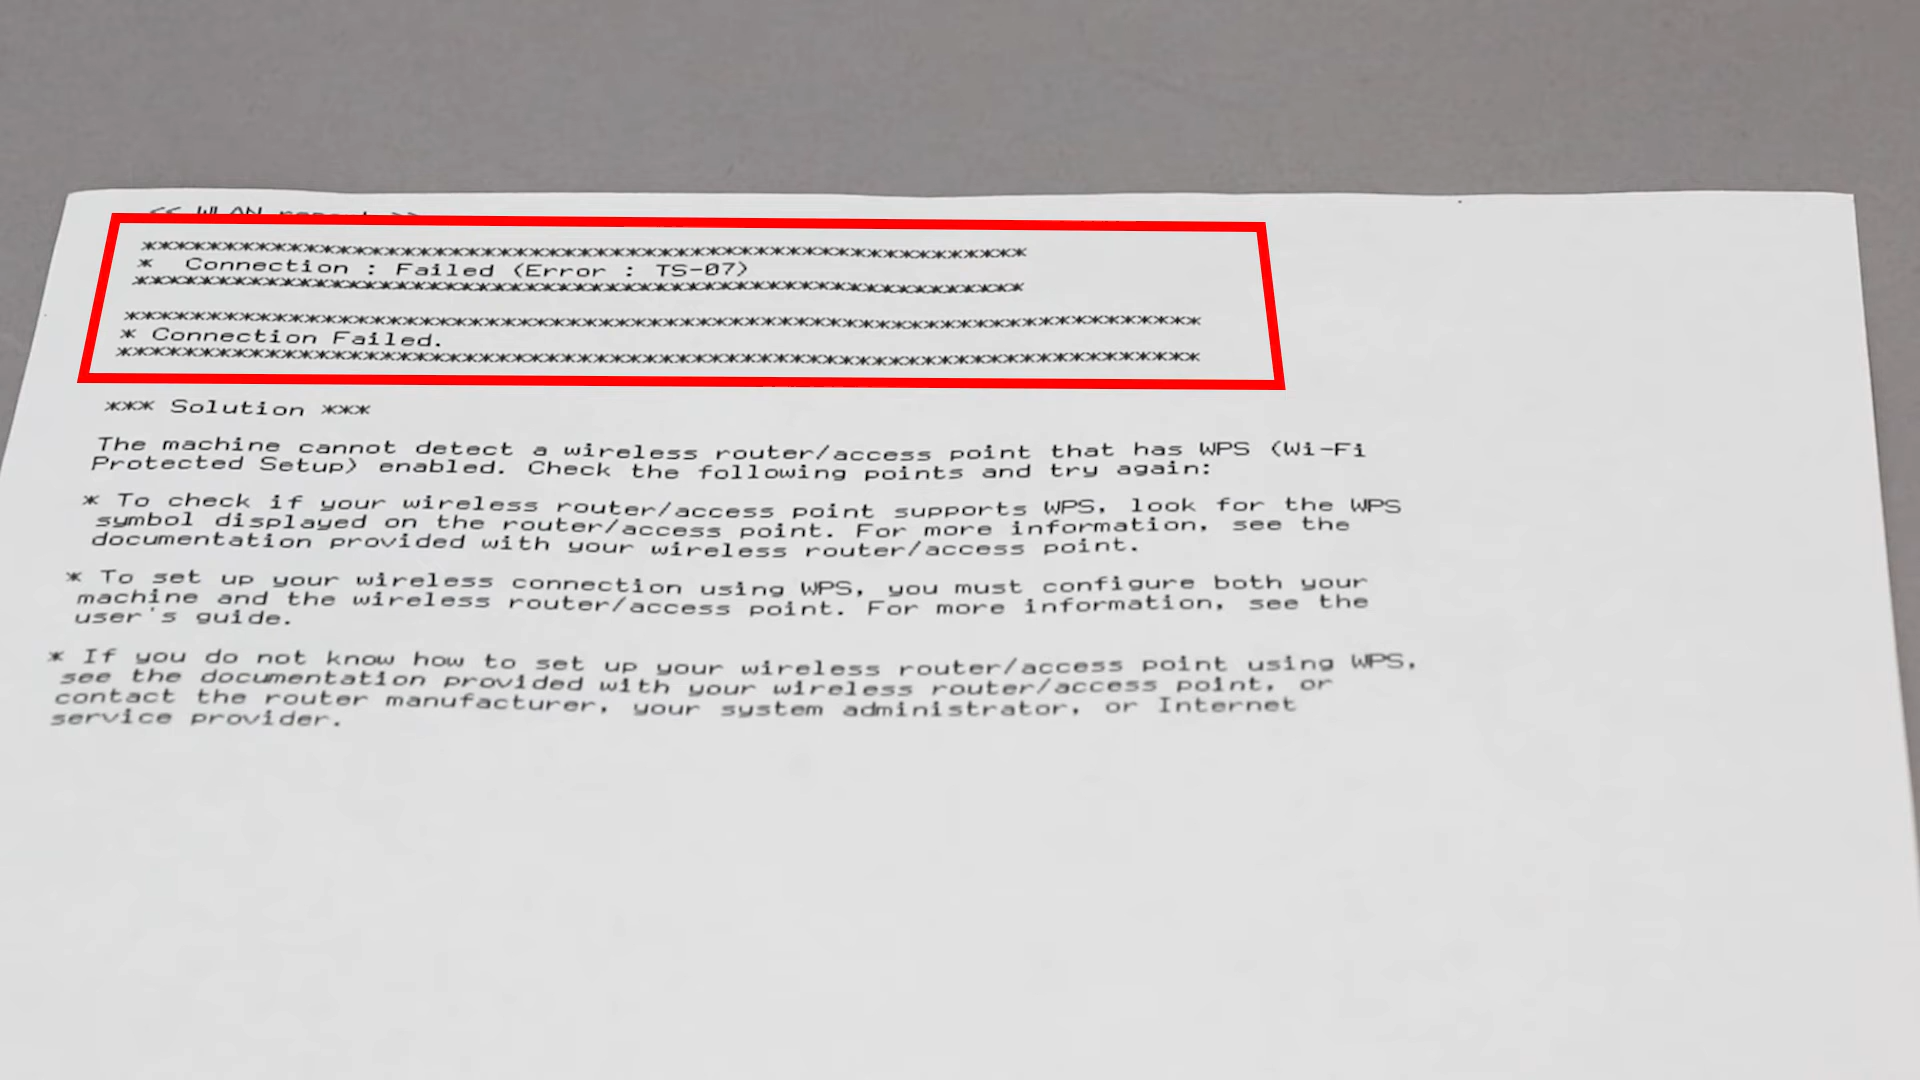 << WLAN report >>
*******************************************************
*  Connection : Failed (Error : TS-07)
*******************************************************
******************************************************************
* Connection Failed.
******************************************************************
*** Solution ***
The machine cannot detect a wireless router/access point that has WPS (Wi-Fi
Protected Setup) enabled. Check the following points and try again:
* To check if your wireless router/access point supports WPS, look for the WPS
symbol displayed on the router/access point. For more information, see the
documentation provided with your wireless router/access point.
* To set up your wireless connection using WPS, you must configure both your
machine and the wireless router/access point. For more information, see the
user's guide.
* If you do not know how to set up your wireless router/access point using WPS,
see the documentation provided with your wireless router/access point, or
contact the router manufacturer, your system administrator, or Internet
service provider.